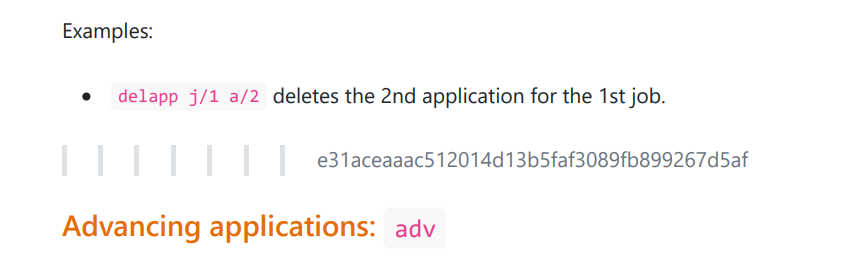 Examples:
delapp j/1 a/2 deletes the 2nd application for the 1st job.
e31aceaaac512014d13b5faf3089fb899267d5af
Advancing applications: adv